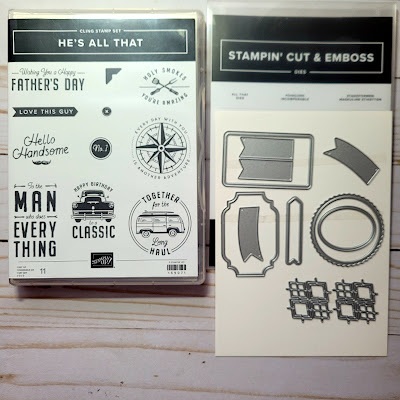 CLING STAMP SET
HE'S ALL THAT
Wishing You a Happy
FATHER'S DAY
HOLY SMOKES
YOU'RE AMAZING
LOVE THIS GUY
Hello
Handsome
No.1
EVERY DAY WITH YOU
IS ANOTHER ADVENTURE
To the
MAN
who does
EVERY
THING
HAPPY BIRTHDAY
to a
CLASSIC
TOGETHER
for the
Long
HAUL
11
STAMPIN' CUT & EMBOSS
DIES